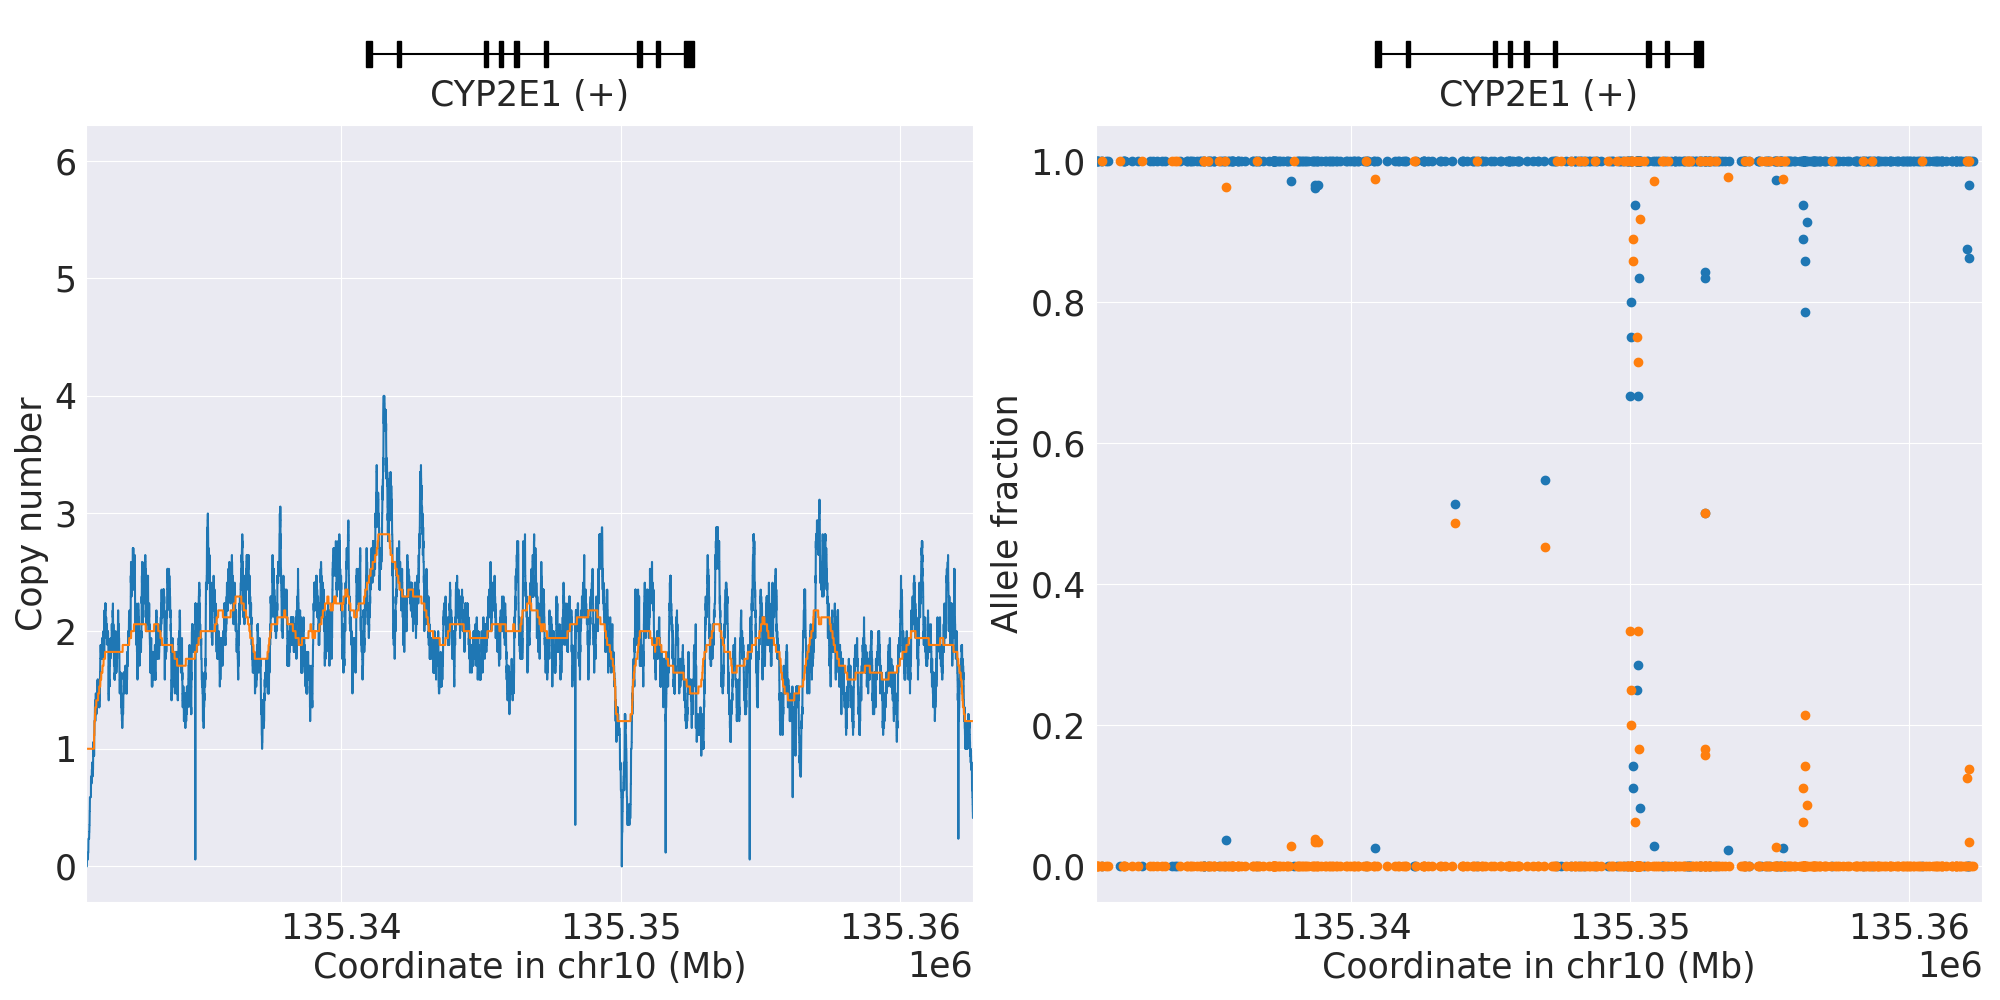 CYP2E1 (+)
6
5
4
3
2
1
0
Copy number
135.34
135.35
135.36
Coordinate in chr10 (Mb)
1e6
CYP2E1 (+)
1.0
0.8
0.6
0.4
0.2
0.0
Allele fraction
135.34
135.35
135.36
Coordinate in chr10 (Mb)
1e6